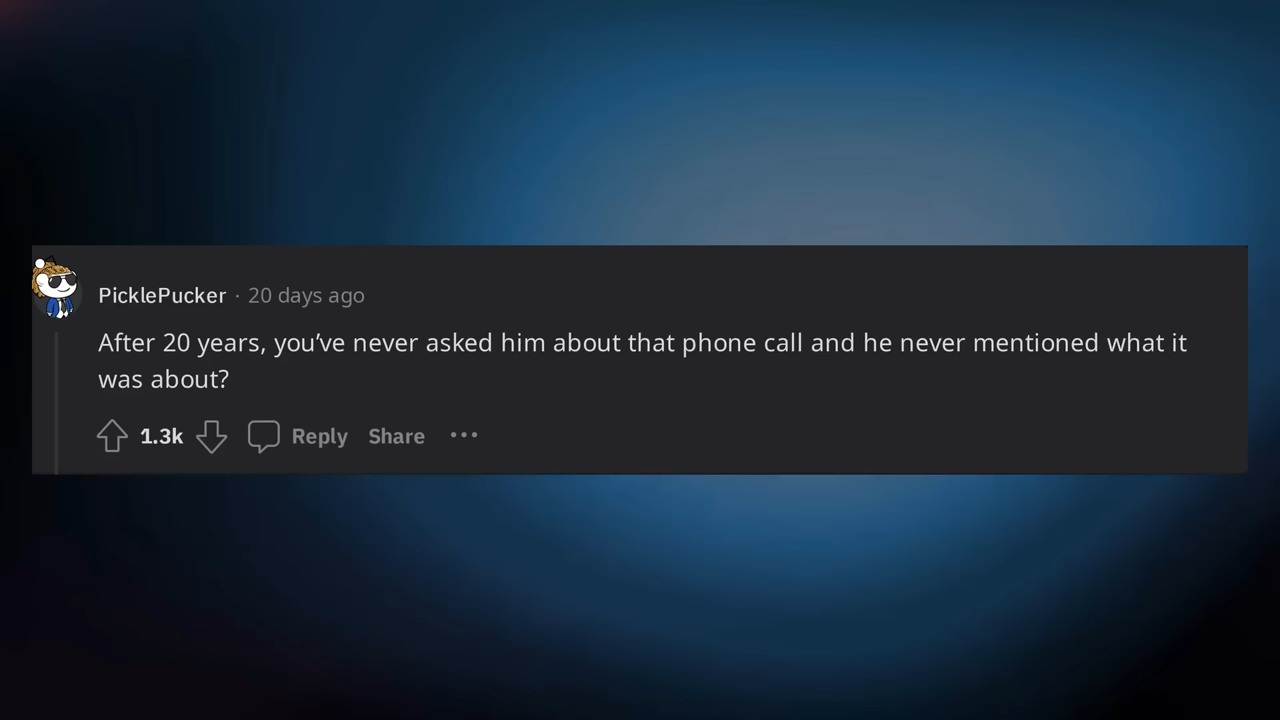 PicklePucker · 20 days ago
After 20 years, you’ve never asked him about that phone call and he never mentioned what it
was about?
1.3k Reply Share •••